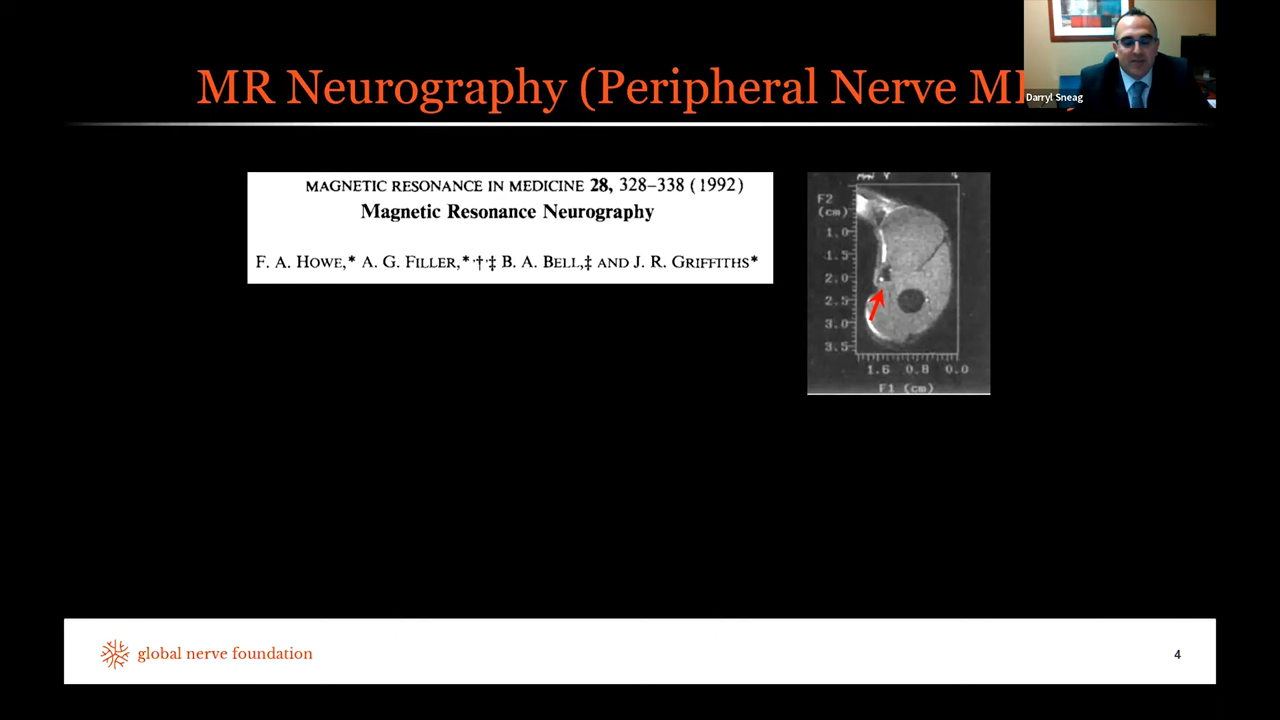 MR Neurography (Peripheral Nerve
Darryl Sneag
MAGNETIC RESONANCE IN MEDICINE 28, 328–338 (1992)
Magnetic Resonance Neurography
F. A. HOWE,* A. G. FILLER,*,†,‡ B. A. BELL,‡ AND J. R. GRIFFITHS*
F2
(cm)
1.0
1.5
2.0
2.5
3.0
3.5
1.6 0.8 0.0
F1 (cm)
global nerve foundation
4